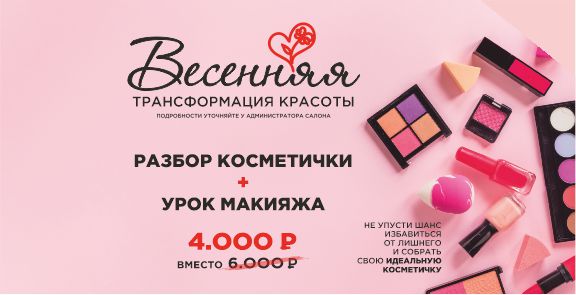 Весенняя
ТРАНСФОРМАЦИЯ КРАСОТЫ
ПОДРОБНОСТИ УТОЧНЯЙТЕ У АДМИНИСТРАТОРА САЛОНА
РАЗБОР КОСМЕТИЧКИ
+
УРОК МАКИЯЖА
4.000 ₽
ВМЕСТО 6.000 ₽
НЕ УПУСТИ ШАНС
ИЗБАВИТЬСЯ
ОТ ЛИШНЕГО
И СОБРАТЬ
СВОЮ ИДЕАЛЬНУЮ
КОСМЕТИЧКУ